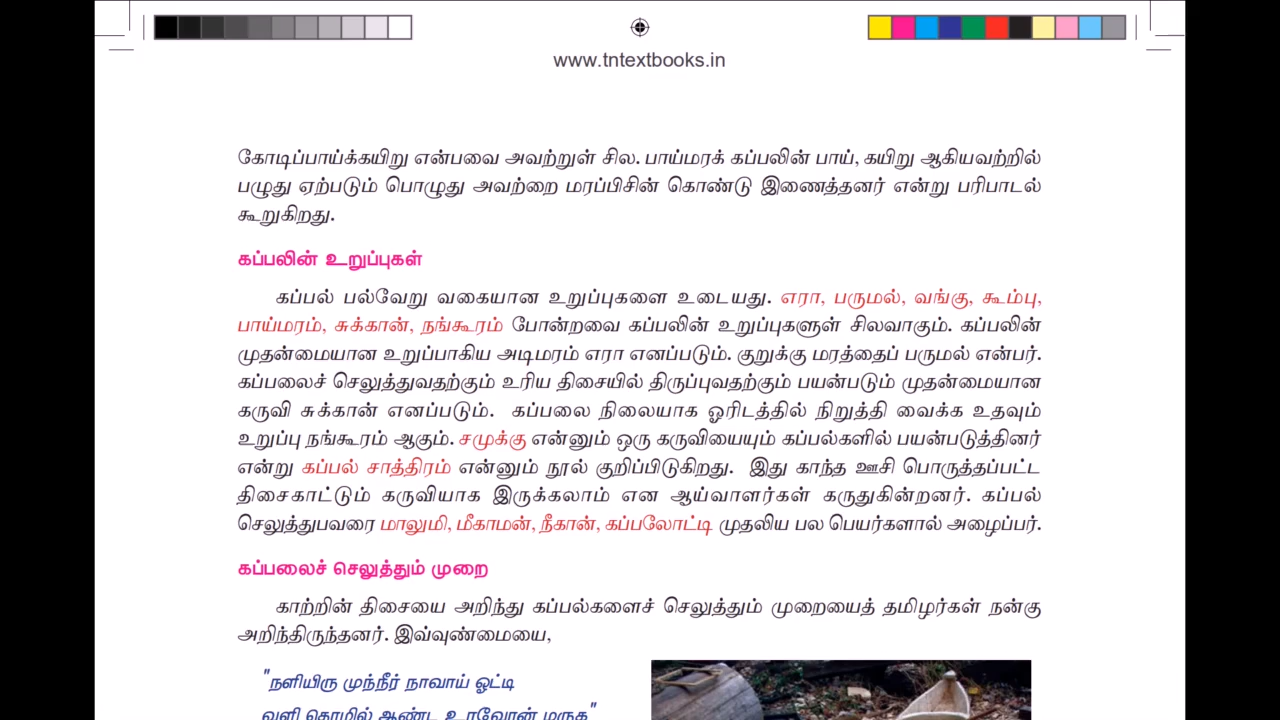 www.tntextbooks.in
கோடிப்பாய்க்கயிறு என்பவை அவற்றுள் சில. பாய்மரக் கப்பலின் பாய், கயிறு ஆகியவற்றில்
பழுது ஏற்படும் பொழுது அவற்றை மரப்பிசின் கொண்டு இணைத்தனர் என்று பரிபாடல்
கூறுகிறது.
கப்பலின் உறுப்புகள்
கப்பல் பல்வேறு வகையான உறுப்புகளை உடையது. எரா, பருமல், வங்கு, கூம்பு,
பாய்மரம், சுக்கான், நங்கூரம் போன்றவை கப்பலின் உறுப்புகளுள் சிலவாகும். கப்பலின்
முதன்மையான உறுப்பாகிய அடிமரம் எரா எனப்படும். குறுக்கு மரத்தைப் பருமல் என்பர்.
கப்பலைச் செலுத்துவதற்கும் உரிய திசையில் திருப்புவதற்கும் பயன்படும் முதன்மையான
கருவி சுக்கான் எனப்படும். கப்பலை நிலையாக ஓரிடத்தில் நிறுத்தி வைக்க உதவும்
உறுப்பு நங்கூரம் ஆகும். சமுக்கு என்னும் ஒரு கருவியையும் கப்பல்களில் பயன்படுத்தினர்
என்று கப்பல் சாத்திரம் என்னும் நூல் குறிப்பிடுகிறது. இது காந்த ஊசி பொருத்தப்பட்ட
திசைகாட்டும் கருவியாக இருக்கலாம் என ஆய்வாளர்கள் கருதுகின்றனர். கப்பல்
செலுத்துபவரை மாலுமி, மீகாமன், நீகான், கப்பலோட்டி முதலிய பல பெயர்களால் அழைப்பர்.
கப்பலைச் செலுத்தும் முறை
காற்றின் திசையை அறிந்து கப்பல்களைச் செலுத்தும் முறையைத் தமிழர்கள் நன்கு
அறிந்திருந்தனர். இவ்வுண்மையை,
"நளியிரு முந்நீர் நாவாய் ஓட்டி
வளி தொழில் ஆண்ட உரவோன் மருக"